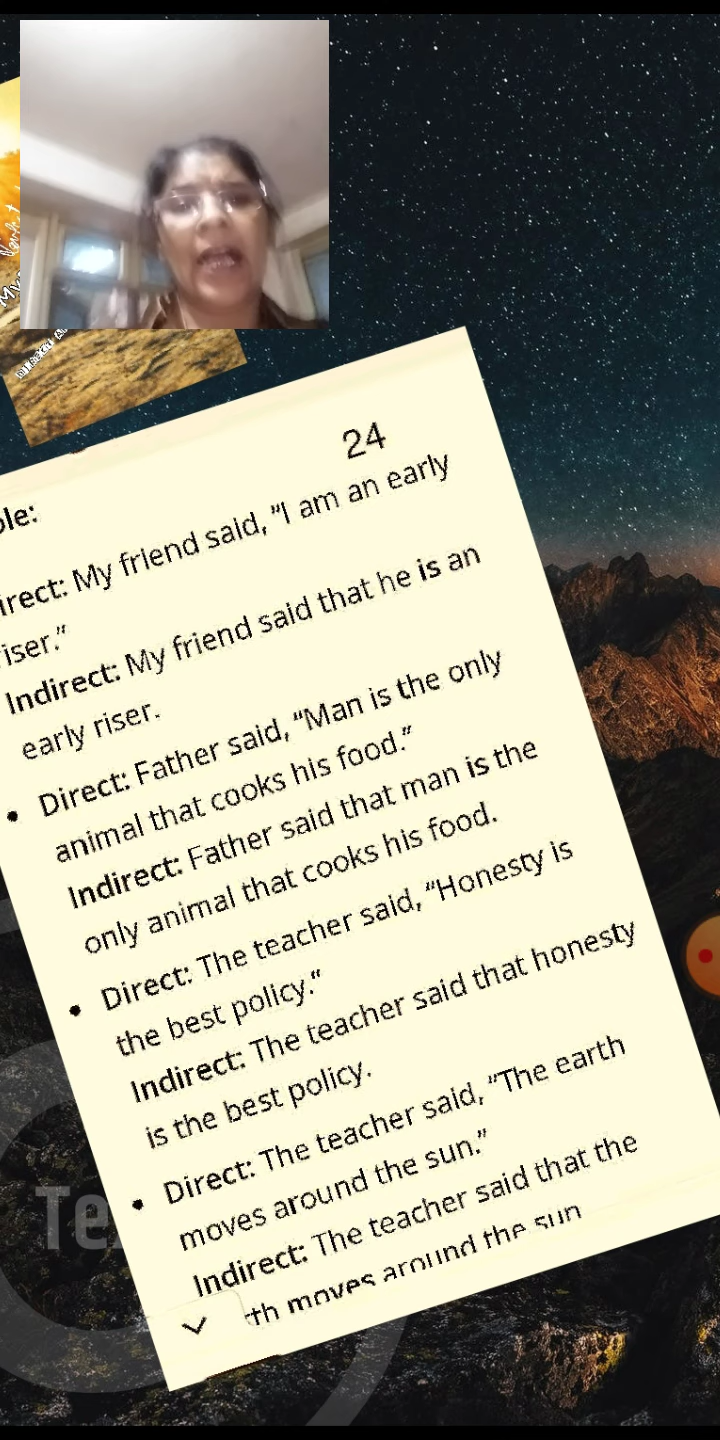 24
ple:
irect: My friend said, "I am an early
riser."
Indirect: My friend said that he is an
early riser.
• Direct: Father said, "Man is the only
animal that cooks his food."
Indirect: Father said that man is the
only animal that cooks his food.
• Direct: The teacher said, "Honesty is
the best policy."
Indirect: The teacher said that honesty
is the best policy.
• Direct: The teacher said, "The earth
moves around the sun."
Indirect: The teacher said that the
rth moves around the sun
Te